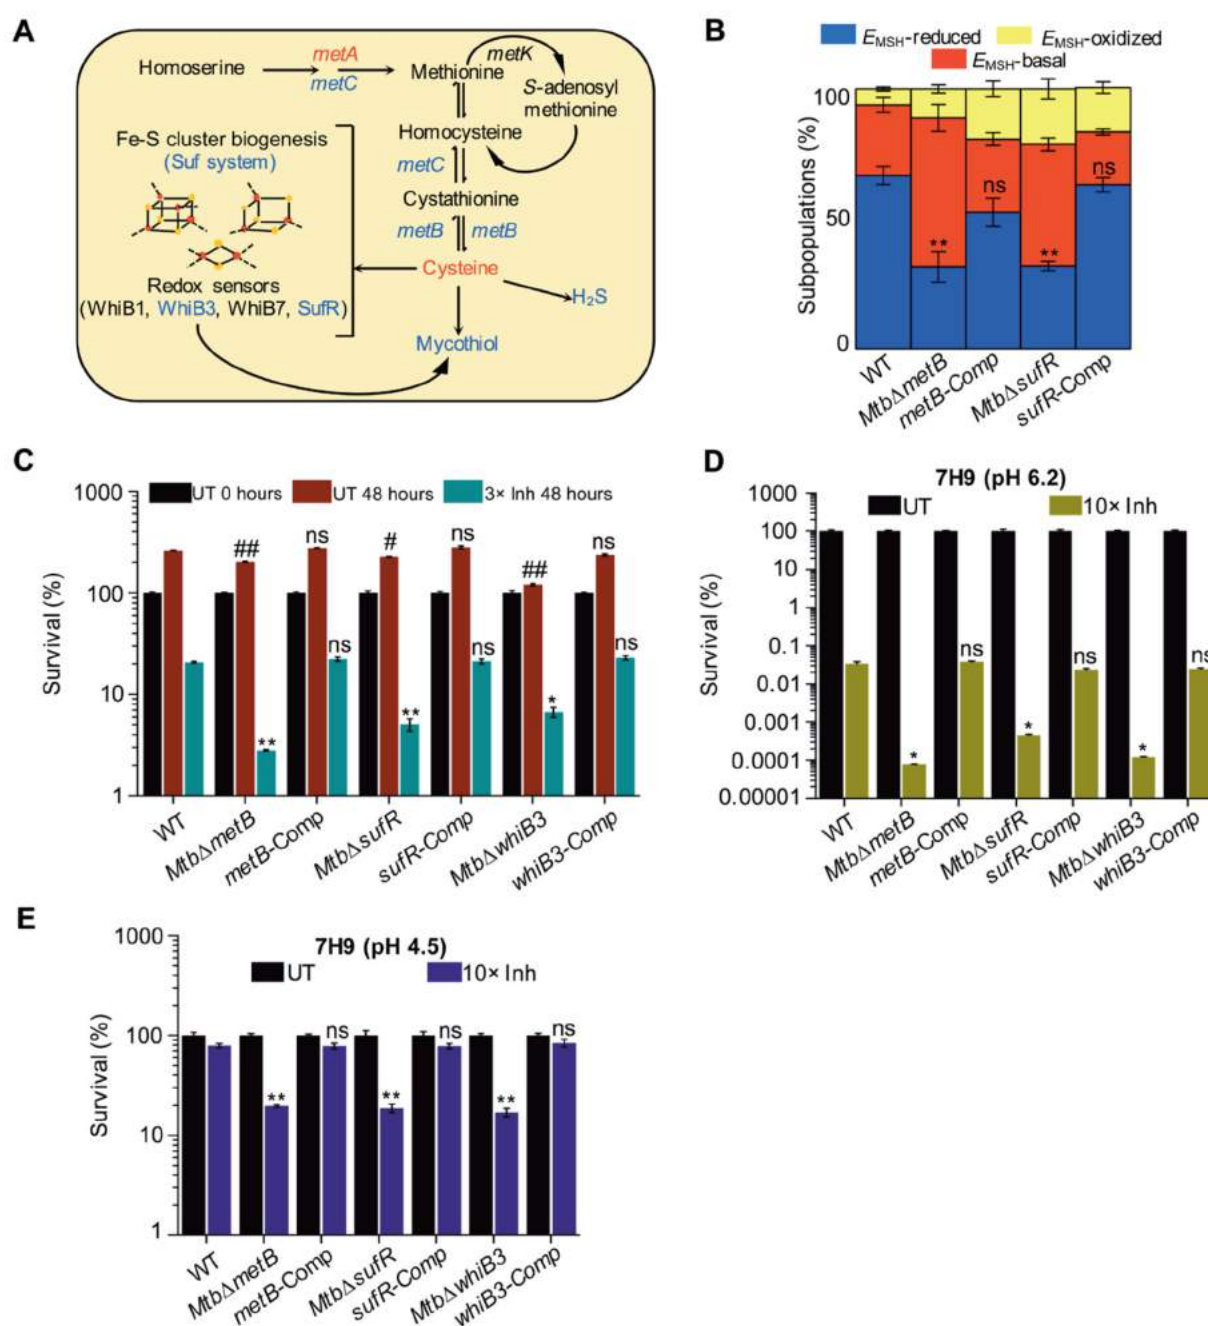 A
Homoserine
metA
metC
Methionine
metK
S-adenosyl
methionine
Homocysteine
metC
Cystathionine
metB
metB
Cysteine
H₂S
Mycothiol
Fe-S cluster biogenesis
(Suf system)
Redox sensors
(WhiB1, WhiB3, WhiB7, SufR)
B
E_MSH-reduced
E_MSH-oxidized
E_MSH-basal
Subpopulations (%)
100
50
0
**
ns
**
ns
WT
MtbΔmetB
metB-Comp
MtbΔsufR
sufR-Comp
C
UT 0 hours
UT 48 hours
3× Inh 48 hours
Survival (%)
1000
100
10
1
##
**
ns
ns
#
**
ns
ns
##
*
ns
ns
WT
MtbΔmetB
metB-Comp
MtbΔsufR
sufR-Comp
MtbΔwhiB3
whiB3-Comp
D
7H9 (pH 6.2)
UT
10× Inh
Survival (%)
1000
100
10
1
0.1
0.01
0.001
0.0001
0.00001
*
ns
*
ns
*
ns
WT
MtbΔmetB
metB-Comp
MtbΔsufR
sufR-Comp
MtbΔwhiB3
whiB3-Comp
E
7H9 (pH 4.5)
UT
10× Inh
Survival (%)
1000
100
10
1
**
ns
**
ns
**
ns
WT
MtbΔmetB
metB-Comp
MtbΔsufR
sufR-Comp
MtbΔwhiB3
whiB3-Comp